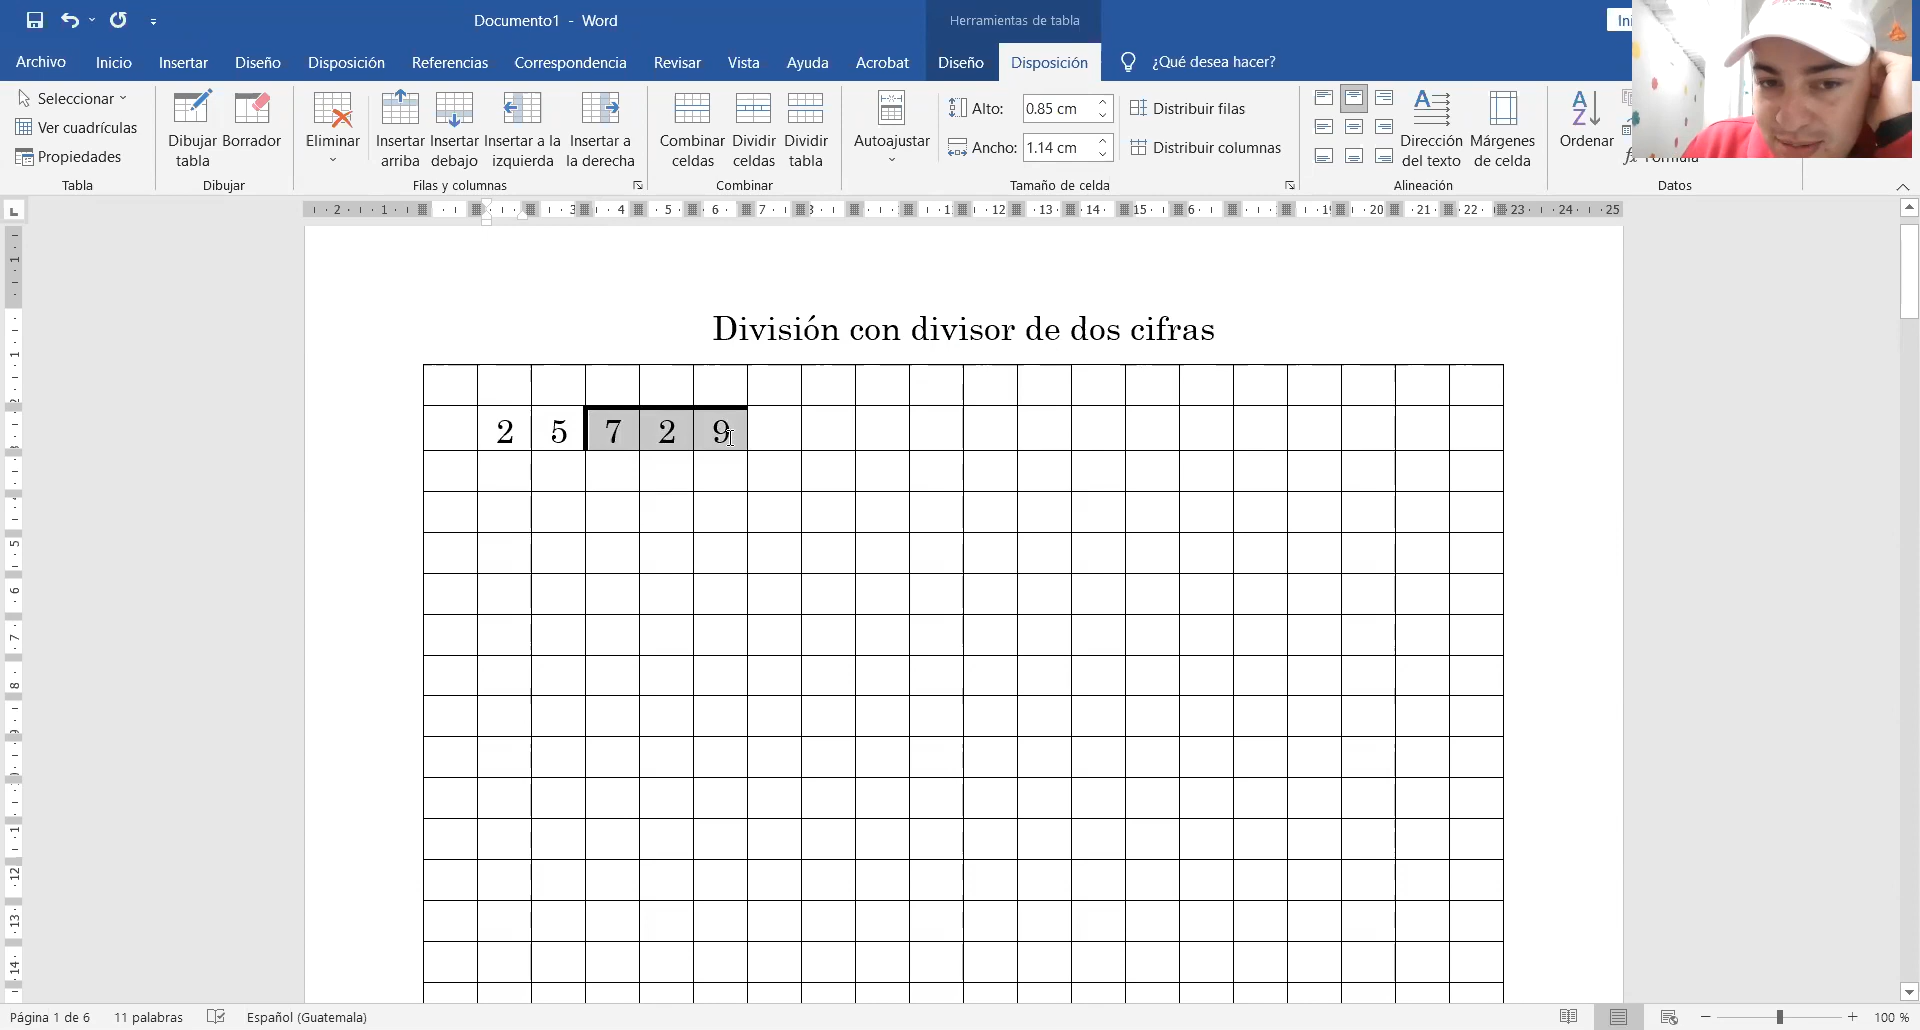 Documento1 - Word
Herramientas de tabla
Archivo Inicio Insertar Diseño Disposición Referencias Correspondencia Revisar Vista Ayuda Acrobat Diseño Disposición ¿Qué desea hacer?
Seleccionar
Ver cuadrículas
Propiedades
Tabla
Dibujar tabla
Borrador
Dibujar
Eliminar
Insertar arriba
Insertar debajo
Insertar a la izquierda
Insertar a la derecha
Filas y columnas
Combinar celdas
Dividir celdas
Dividir tabla
Combinar
Autoajustar
Alto: 0.85 cm
Ancho: 1.14 cm
Distribuir filas
Distribuir columnas
Tamaño de celda
Dirección del texto
Márgenes de celda
Alineación
Ordenar
Datos
División con divisor de dos cifras
2 5 7 2 9
Página 1 de 6 11 palabras Español (Guatemala) 100 %